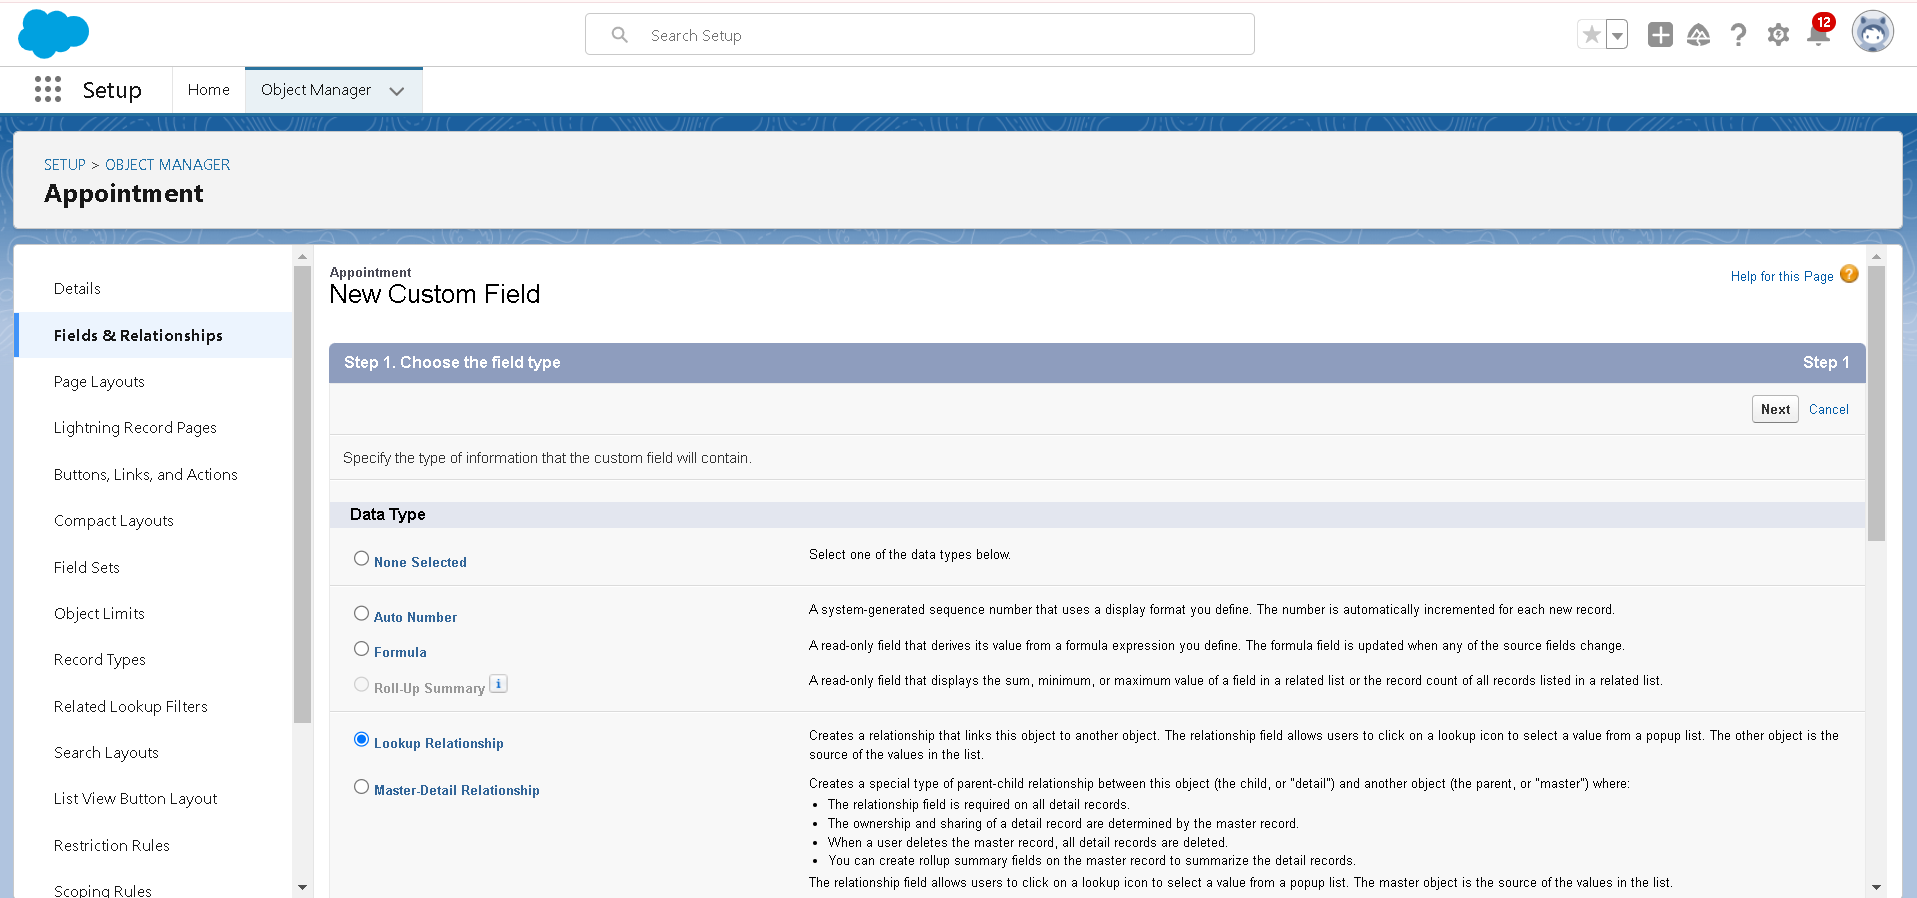 Search Setup
12
Setup
Home
Object Manager
SETUP > OBJECT MANAGER
Appointment
Details
Fields & Relationships
Page Layouts
Lightning Record Pages
Buttons, Links, and Actions
Compact Layouts
Field Sets
Object Limits
Record Types
Related Lookup Filters
Search Layouts
List View Button Layout
Restriction Rules
Scoping Rules
Appointment
New Custom Field
Help for this Page ?
Step 1. Choose the field type
Step 1
Next
Cancel
Specify the type of information that the custom field will contain.
Data Type
None Selected
Select one of the data types below.
Auto Number
A system-generated sequence number that uses a display format you define. The number is automatically incremented for each new record.
Formula
A read-only field that derives its value from a formula expression you define. The formula field is updated when any of the source fields change.
Roll-Up Summary i
A read-only field that displays the sum, minimum, or maximum value of a field in a related list or the record count of all records listed in a related list.
Lookup Relationship
Creates a relationship that links this object to another object. The relationship field allows users to click on a lookup icon to select a value from a popup list. The other object is the
source of the values in the list.
Master-Detail Relationship
Creates a special type of parent-child relationship between this object (the child, or "detail") and another object (the parent, or "master") where:
• The relationship field is required on all detail records.
• The ownership and sharing of a detail record are determined by the master record.
• When a user deletes the master record, all detail records are deleted.
• You can create rollup summary fields on the master record to summarize the detail records.
The relationship field allows users to click on a lookup icon to select a value from a popup list. The master object is the source of the values in the list.